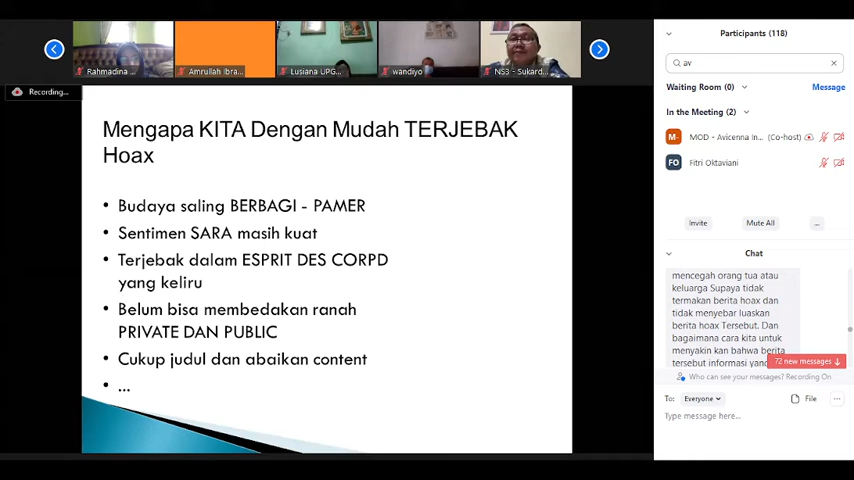 Rahmadina ...
Amrullah Ibra...
Lusiana UPG...
wandiyo
NS3 - Sukard...
Recording...
Mengapa KITA Dengan Mudah TERJEBAK
Hoax
• Budaya saling BERBAGI - PAMER
• Sentimen SARA masih kuat
• Terjebak dalam ESPRIT DES CORPD
yang keliru
• Belum bisa membedakan ranah
PRIVATE DAN PUBLIC
• Cukup judul dan abaikan content
• ...
Participants (118)
av
Waiting Room (0)
Message
In the Meeting (2)
M-
MOD - Avicenna In... (Co-host)
FO
Fitri Oktaviani
Invite
Mute All
...
Chat
mencegah orang tua atau
keluarga Supaya tidak
termakan berita hoax dan
tidak menyebar luaskan
berita hoax Tersebut. Dan
bagaimana cara kita untuk
menyakin kan bahwa berita
tersebut informasi yang
72 new messages
Who can see your messages? Recording On
To: Everyone
File
Type message here...